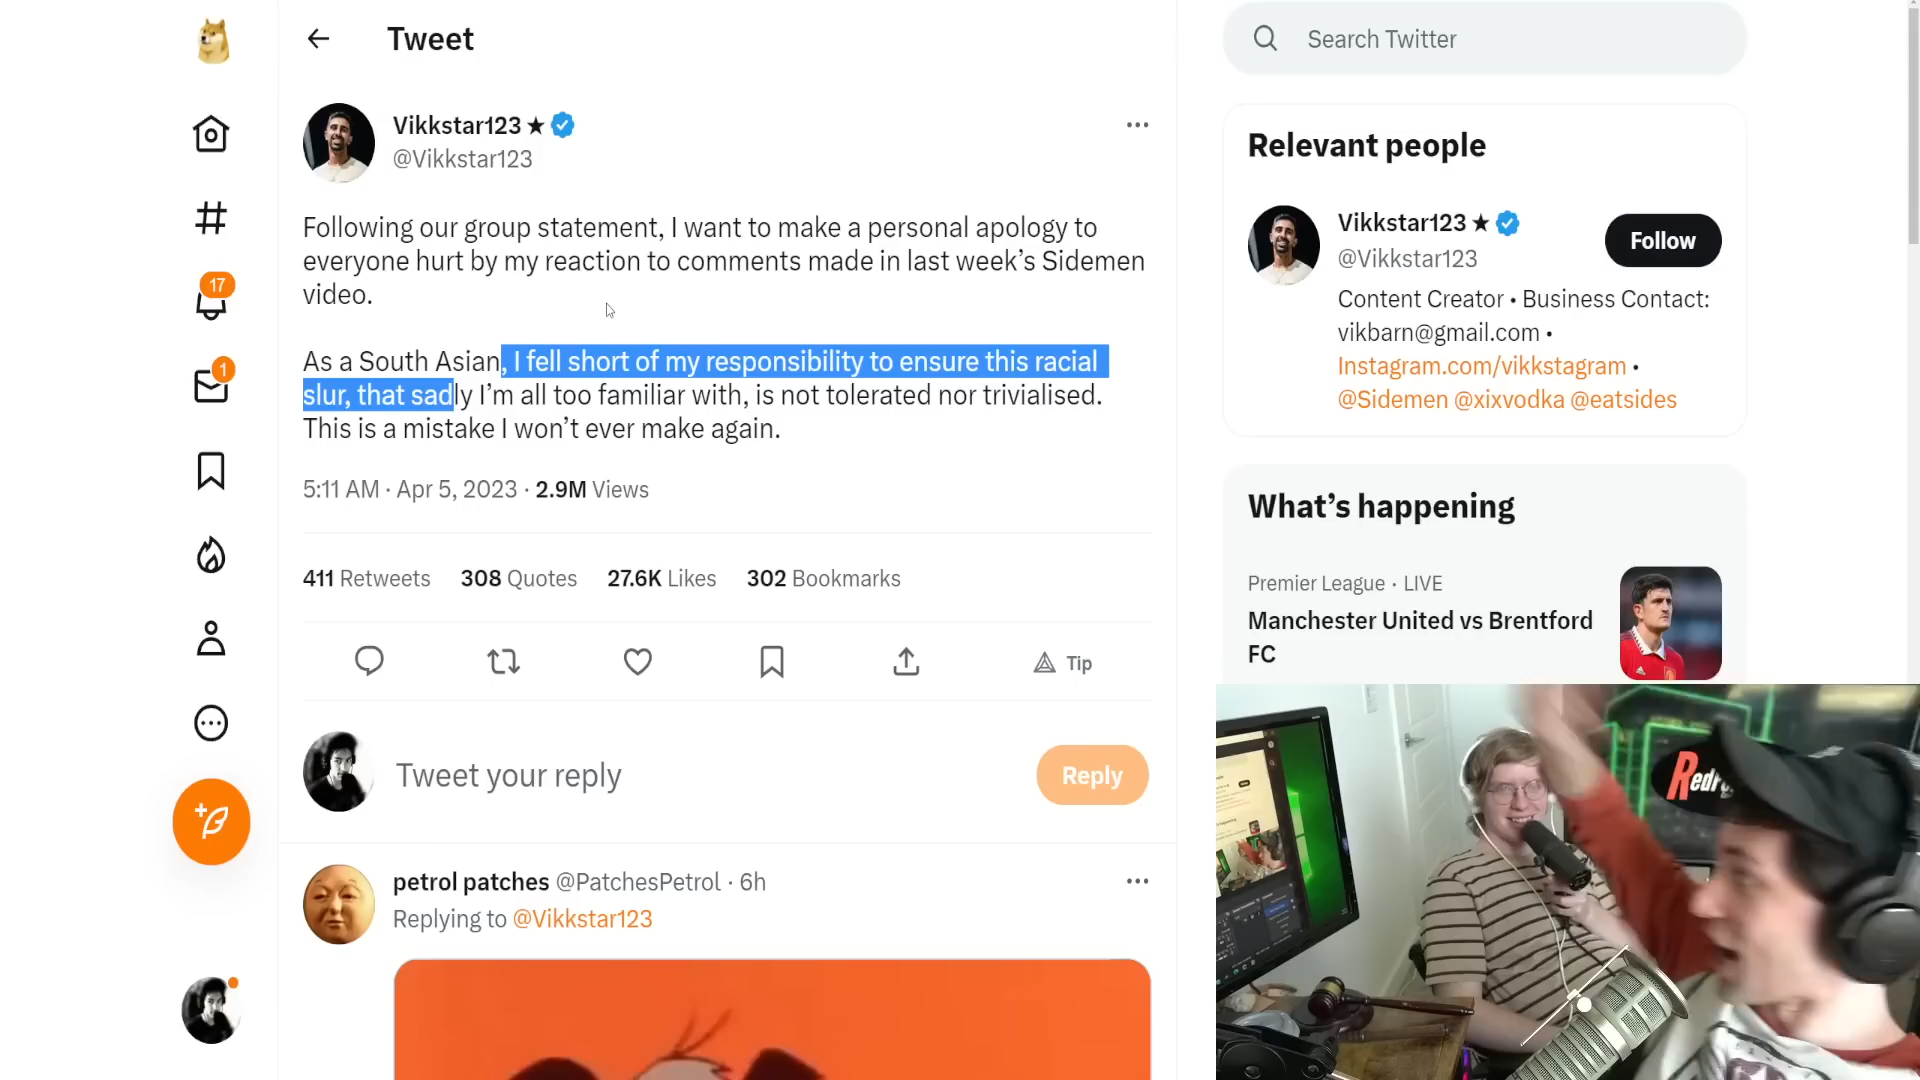 Tweet
Search Twitter
Vikkstar123 ★
@Vikkstar123
Following our group statement, I want to make a personal apology to
everyone hurt by my reaction to comments made in last week’s Sidemen
video.
As a South Asian, I fell short of my responsibility to ensure this racial
slur, that sadly I’m all too familiar with, is not tolerated nor trivialised.
This is a mistake I won’t ever make again.
5:11 AM · Apr 5, 2023 · 2.9M Views
411 Retweets 308 Quotes 27.6K Likes 302 Bookmarks
Tip
Tweet your reply
Reply
petrol patches @PatchesPetrol · 6h
Replying to @Vikkstar123
17
1
Relevant people
Vikkstar123 ★
@Vikkstar123
Follow
Content Creator • Business Contact:
vikbarn@gmail.com •
Instagram.com/vikkstagram •
@Sidemen @xixvodka @eatsides
What’s happening
Premier League · LIVE
Manchester United vs Brentford
FC